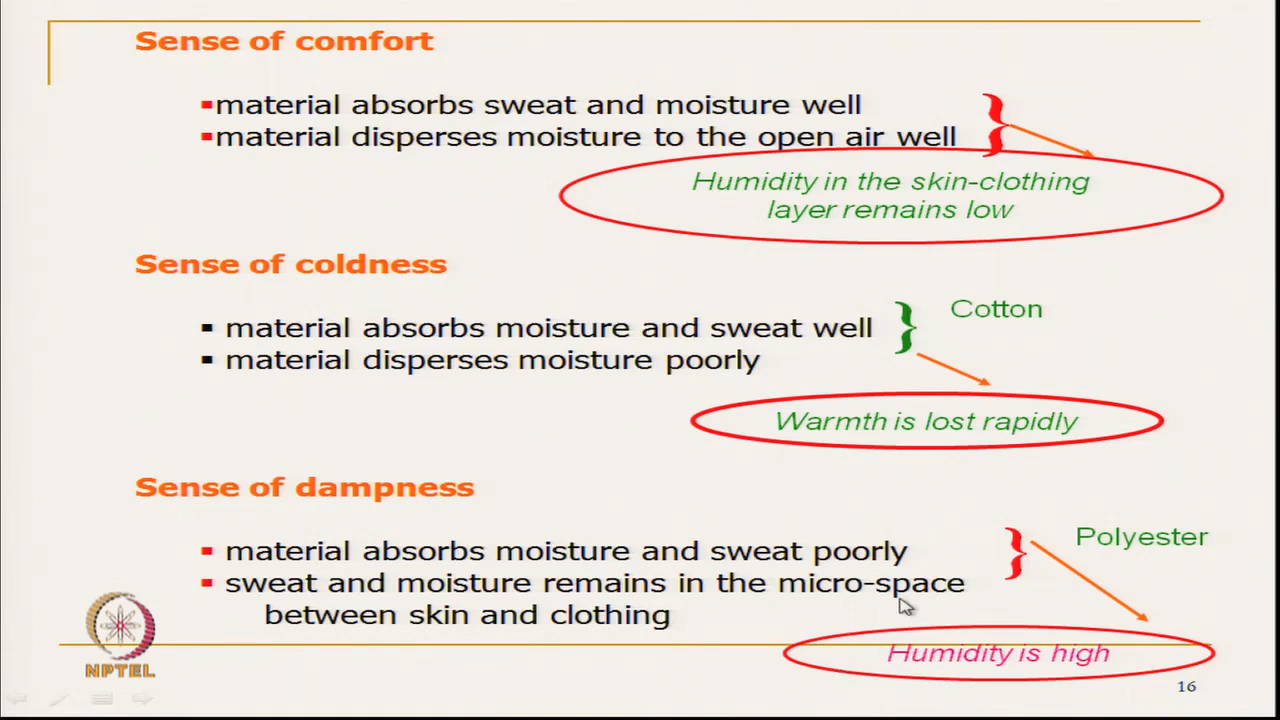 Sense of comfort
▪material absorbs sweat and moisture well
▪material disperses moisture to the open air well
Humidity in the skin-clothing
layer remains low
Sense of coldness
Cotton
▪ material absorbs moisture and sweat well
▪ material disperses moisture poorly
Warmth is lost rapidly
Sense of dampness
Polyester
▪ material absorbs moisture and sweat poorly
▪ sweat and moisture remains in the micro-space
between skin and clothing
Humidity is high
NPTEL
16